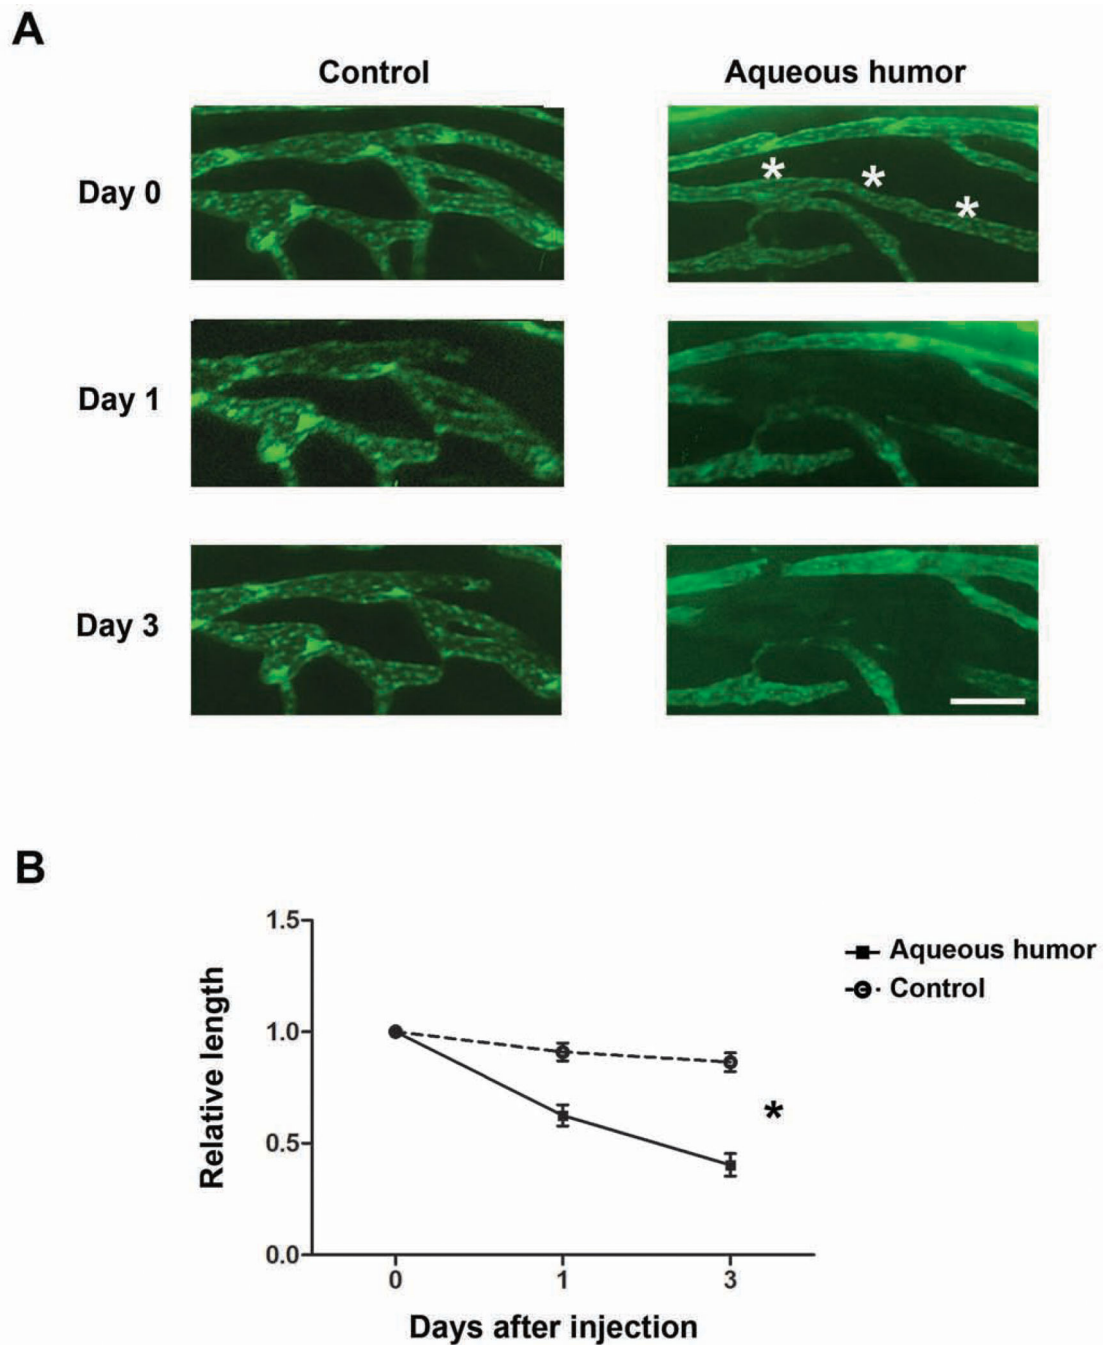 A
Control Aqueous humor
Day 0
* * *
Day 1
Day 3
B
1.5
1.0
0.5
0.0
Relative length
0 1 3
Days after injection
*
Aqueous humor
Control